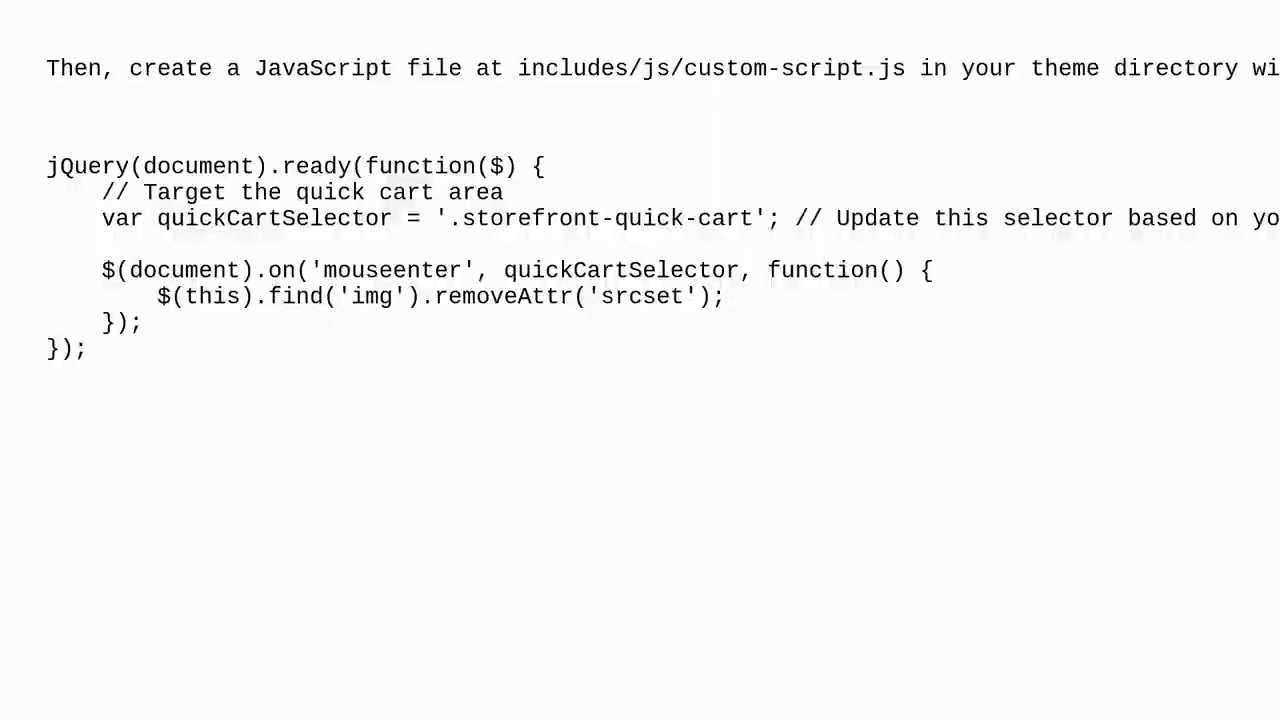 Then, create a JavaScript file at includes/js/custom-script.js in your theme directory
jQuery(document).ready(function($) {
    // Target the quick cart area
    var quickCartSelector = '.storefront-quick-cart'; // Update this selector based on
    $(document).on('mouseenter', quickCartSelector, function() {
        $(this).find('img').removeAttr('srcset');
    });
});